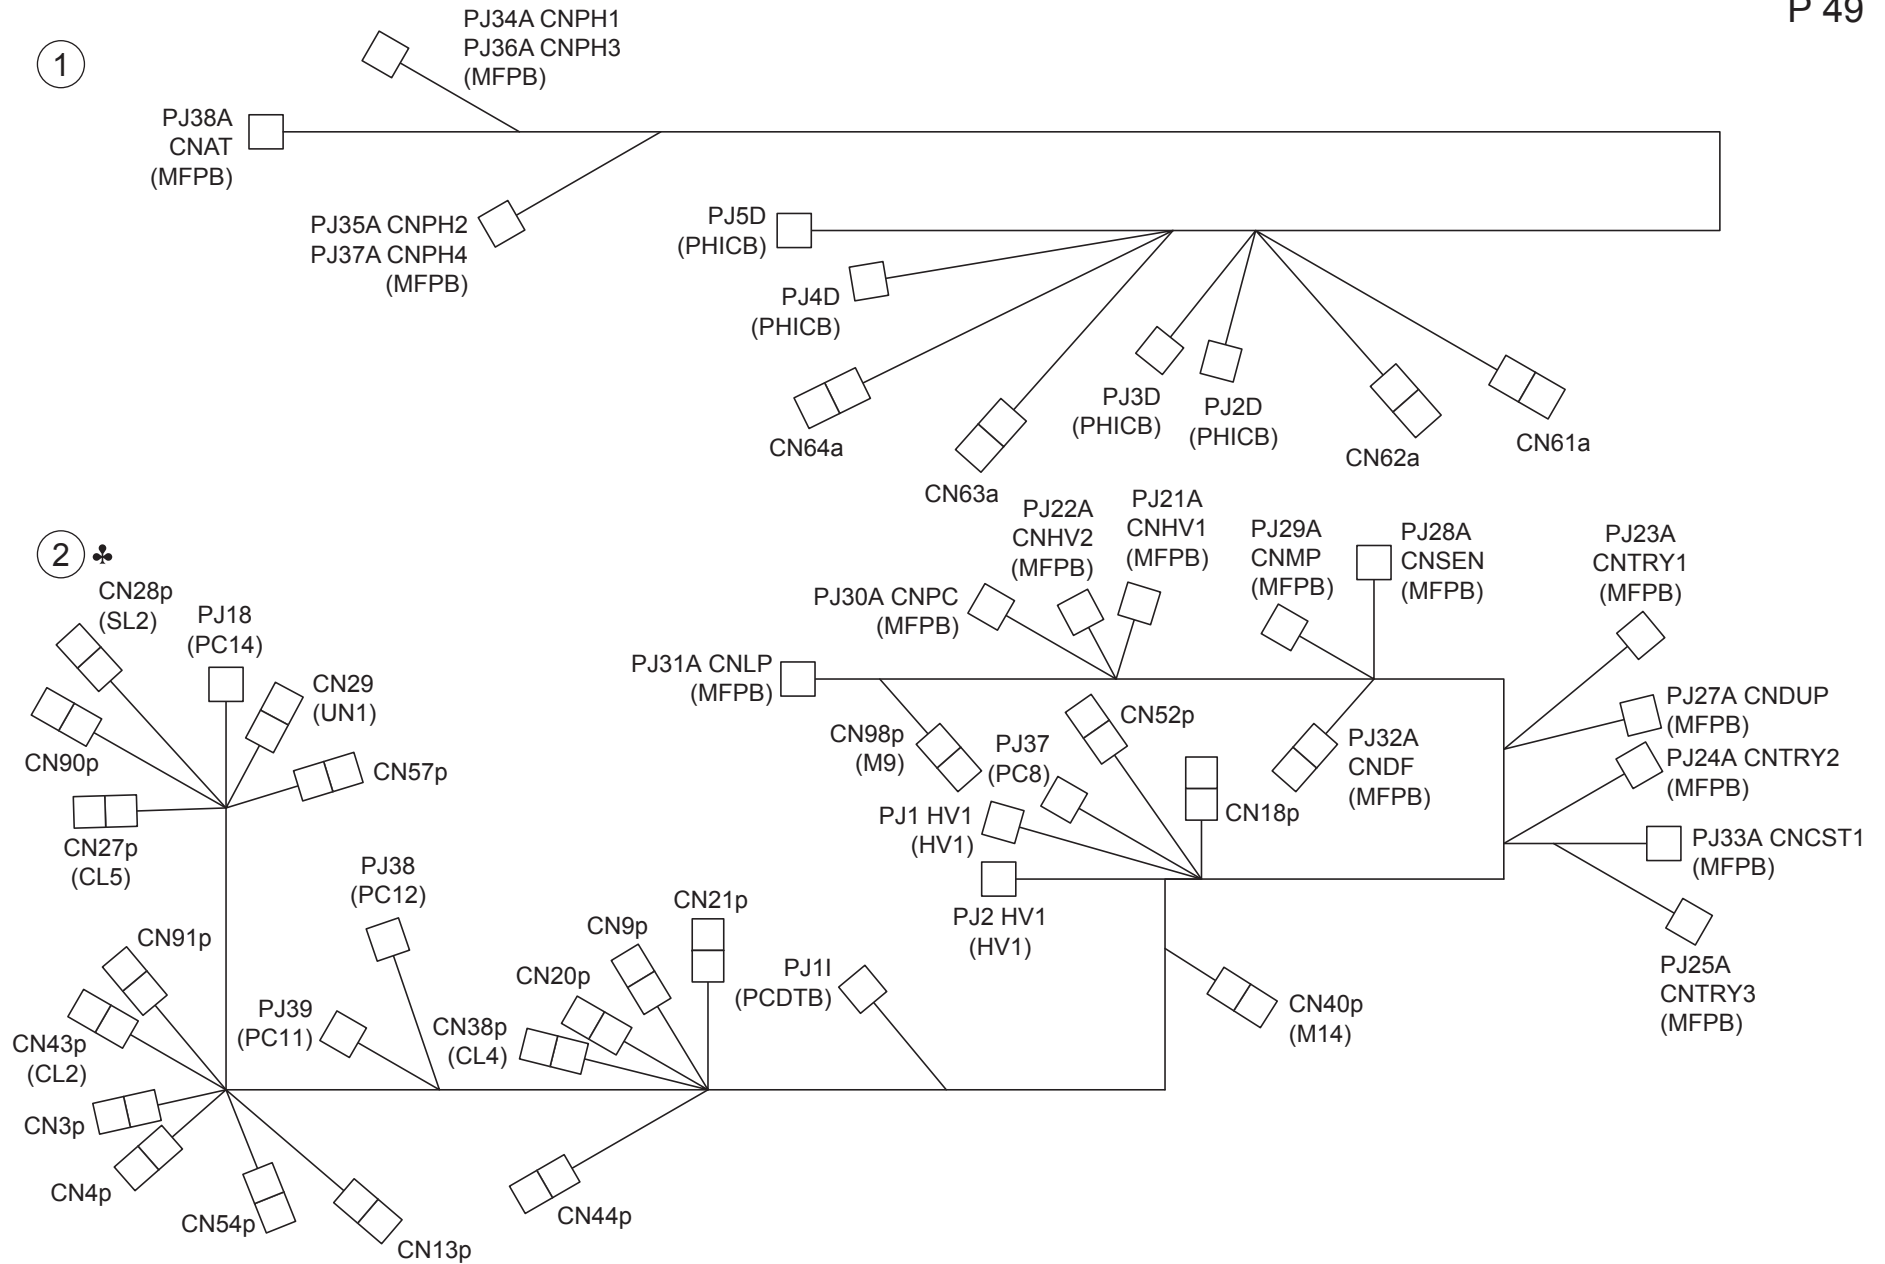 P 49
1
PJ34A CNPH1
PJ36A CNPH3
(MFPB)
PJ38A
CNAT
(MFPB)
PJ35A CNPH2
PJ37A CNPH4
(MFPB)
PJ5D
(PHICB)
PJ4D
(PHICB)
CN64a
CN63a
PJ3D
(PHICB)
PJ2D
(PHICB)
CN62a
CN61a
2 ♣
CN28p
(SL2)
PJ18
(PC14)
CN29
(UN1)
CN90p
CN57p
CN27p
(CL5)
PJ31A CNLP
(MFPB)
PJ30A CNPC
(MFPB)
PJ22A
CNHV2
(MFPB)
PJ21A
CNHV1
(MFPB)
PJ29A
CNMP
(MFPB)
PJ28A
CNSEN
(MFPB)
PJ23A
CNTRY1
(MFPB)
PJ27A CNDUP
(MFPB)
PJ24A CNTRY2
(MFPB)
PJ33A CNCST1
(MFPB)
PJ25A
CNTRY3
(MFPB)
CN98p
(M9)
PJ37
(PC8)
CN52p
PJ32A
CNDF
(MFPB)
CN18p
PJ1 HV1
(HV1)
PJ2 HV1
(HV1)
CN40p
(M14)
CN91p
CN43p
(CL2)
CN3p
CN4p
CN54p
CN13p
PJ39
(PC11)
PJ38
(PC12)
CN38p
(CL4)
CN20p
CN9p
CN21p
PJ1I
(PCDTB)
CN44p